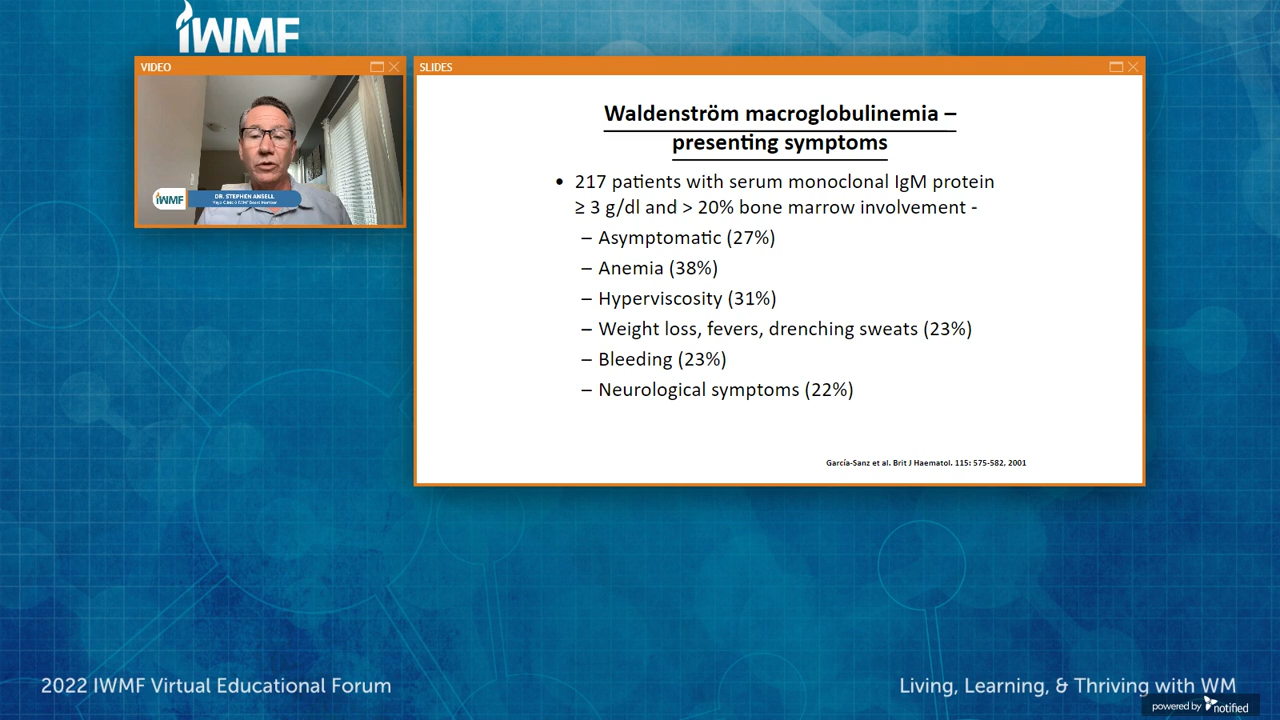 IWMF
VIDEO
SLIDES
IWMF
DR. STEPHEN ANSELL
Waldenström macroglobulinemia –
presenting symptoms
• 217 patients with serum monoclonal IgM protein
≥ 3 g/dl and > 20% bone marrow involvement -
– Asymptomatic (27%)
– Anemia (38%)
– Hyperviscosity (31%)
– Weight loss, fevers, drenching sweats (23%)
– Bleeding (23%)
– Neurological symptoms (22%)
García-Sanz et al. Brit J Haematol. 115: 575-582, 2001
2022 IWMF Virtual Educational Forum
Living, Learning, & Thriving with WM
powered by notified